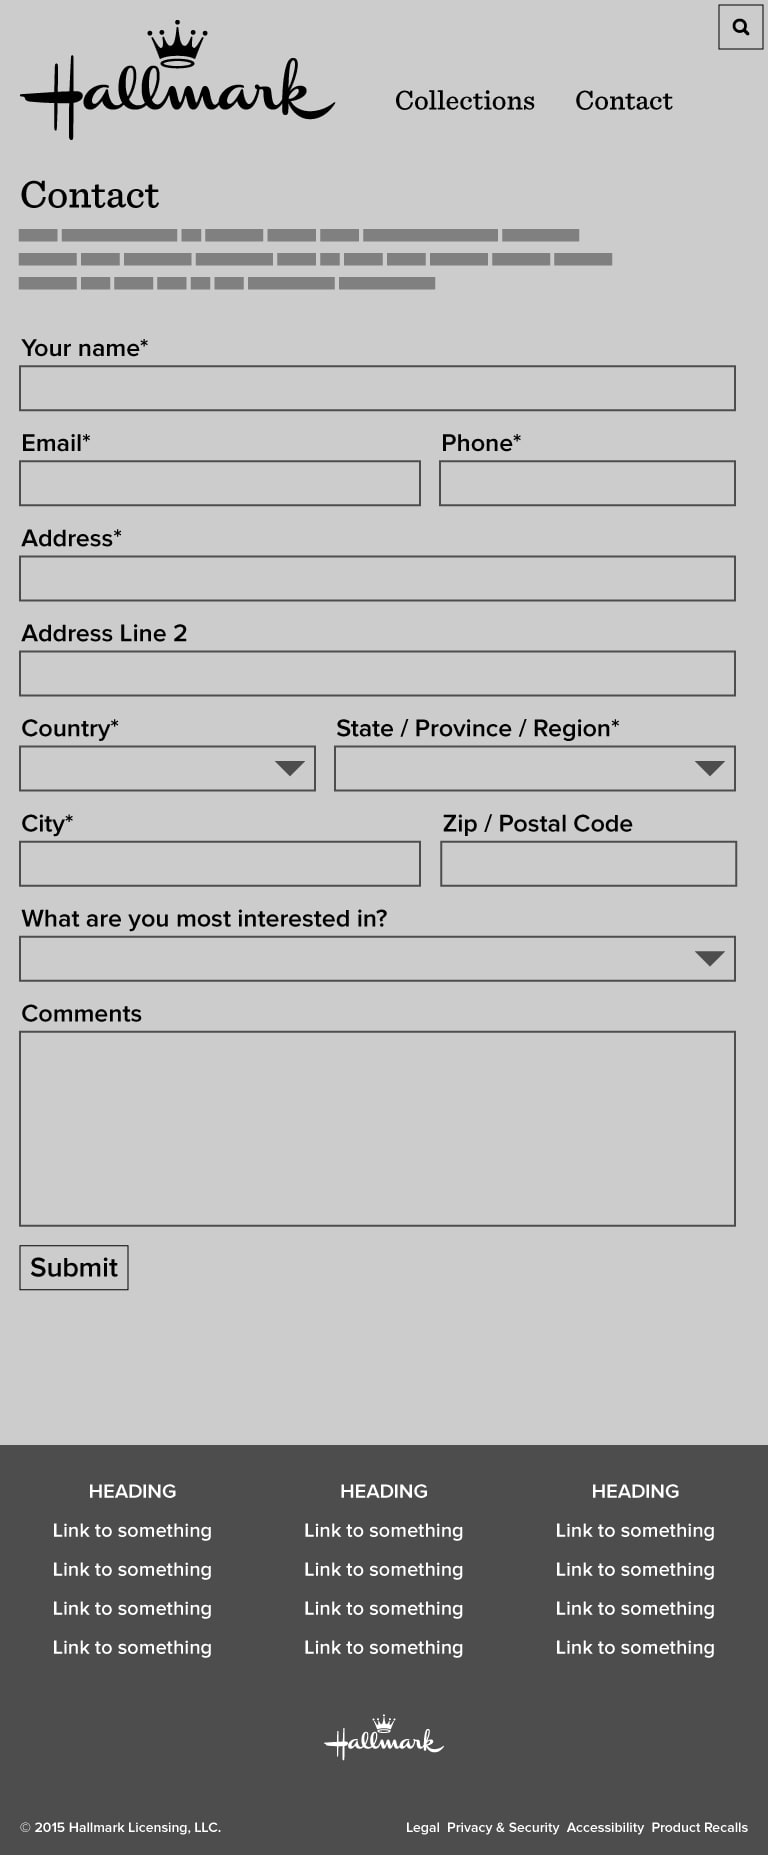 Hallmark
Collections Contact
Contact
Your name*
Email* Phone*
Address*
Address Line 2
Country* State / Province / Region*
City* Zip / Postal Code
What are you most interested in?
Comments
Submit
HEADING HEADING HEADING
Link to something Link to something Link to something
Link to something Link to something Link to something
Link to something Link to something Link to something
Link to something Link to something Link to something
Hallmark
© 2015 Hallmark Licensing, LLC. Legal Privacy & Security Accessibility Product Recalls